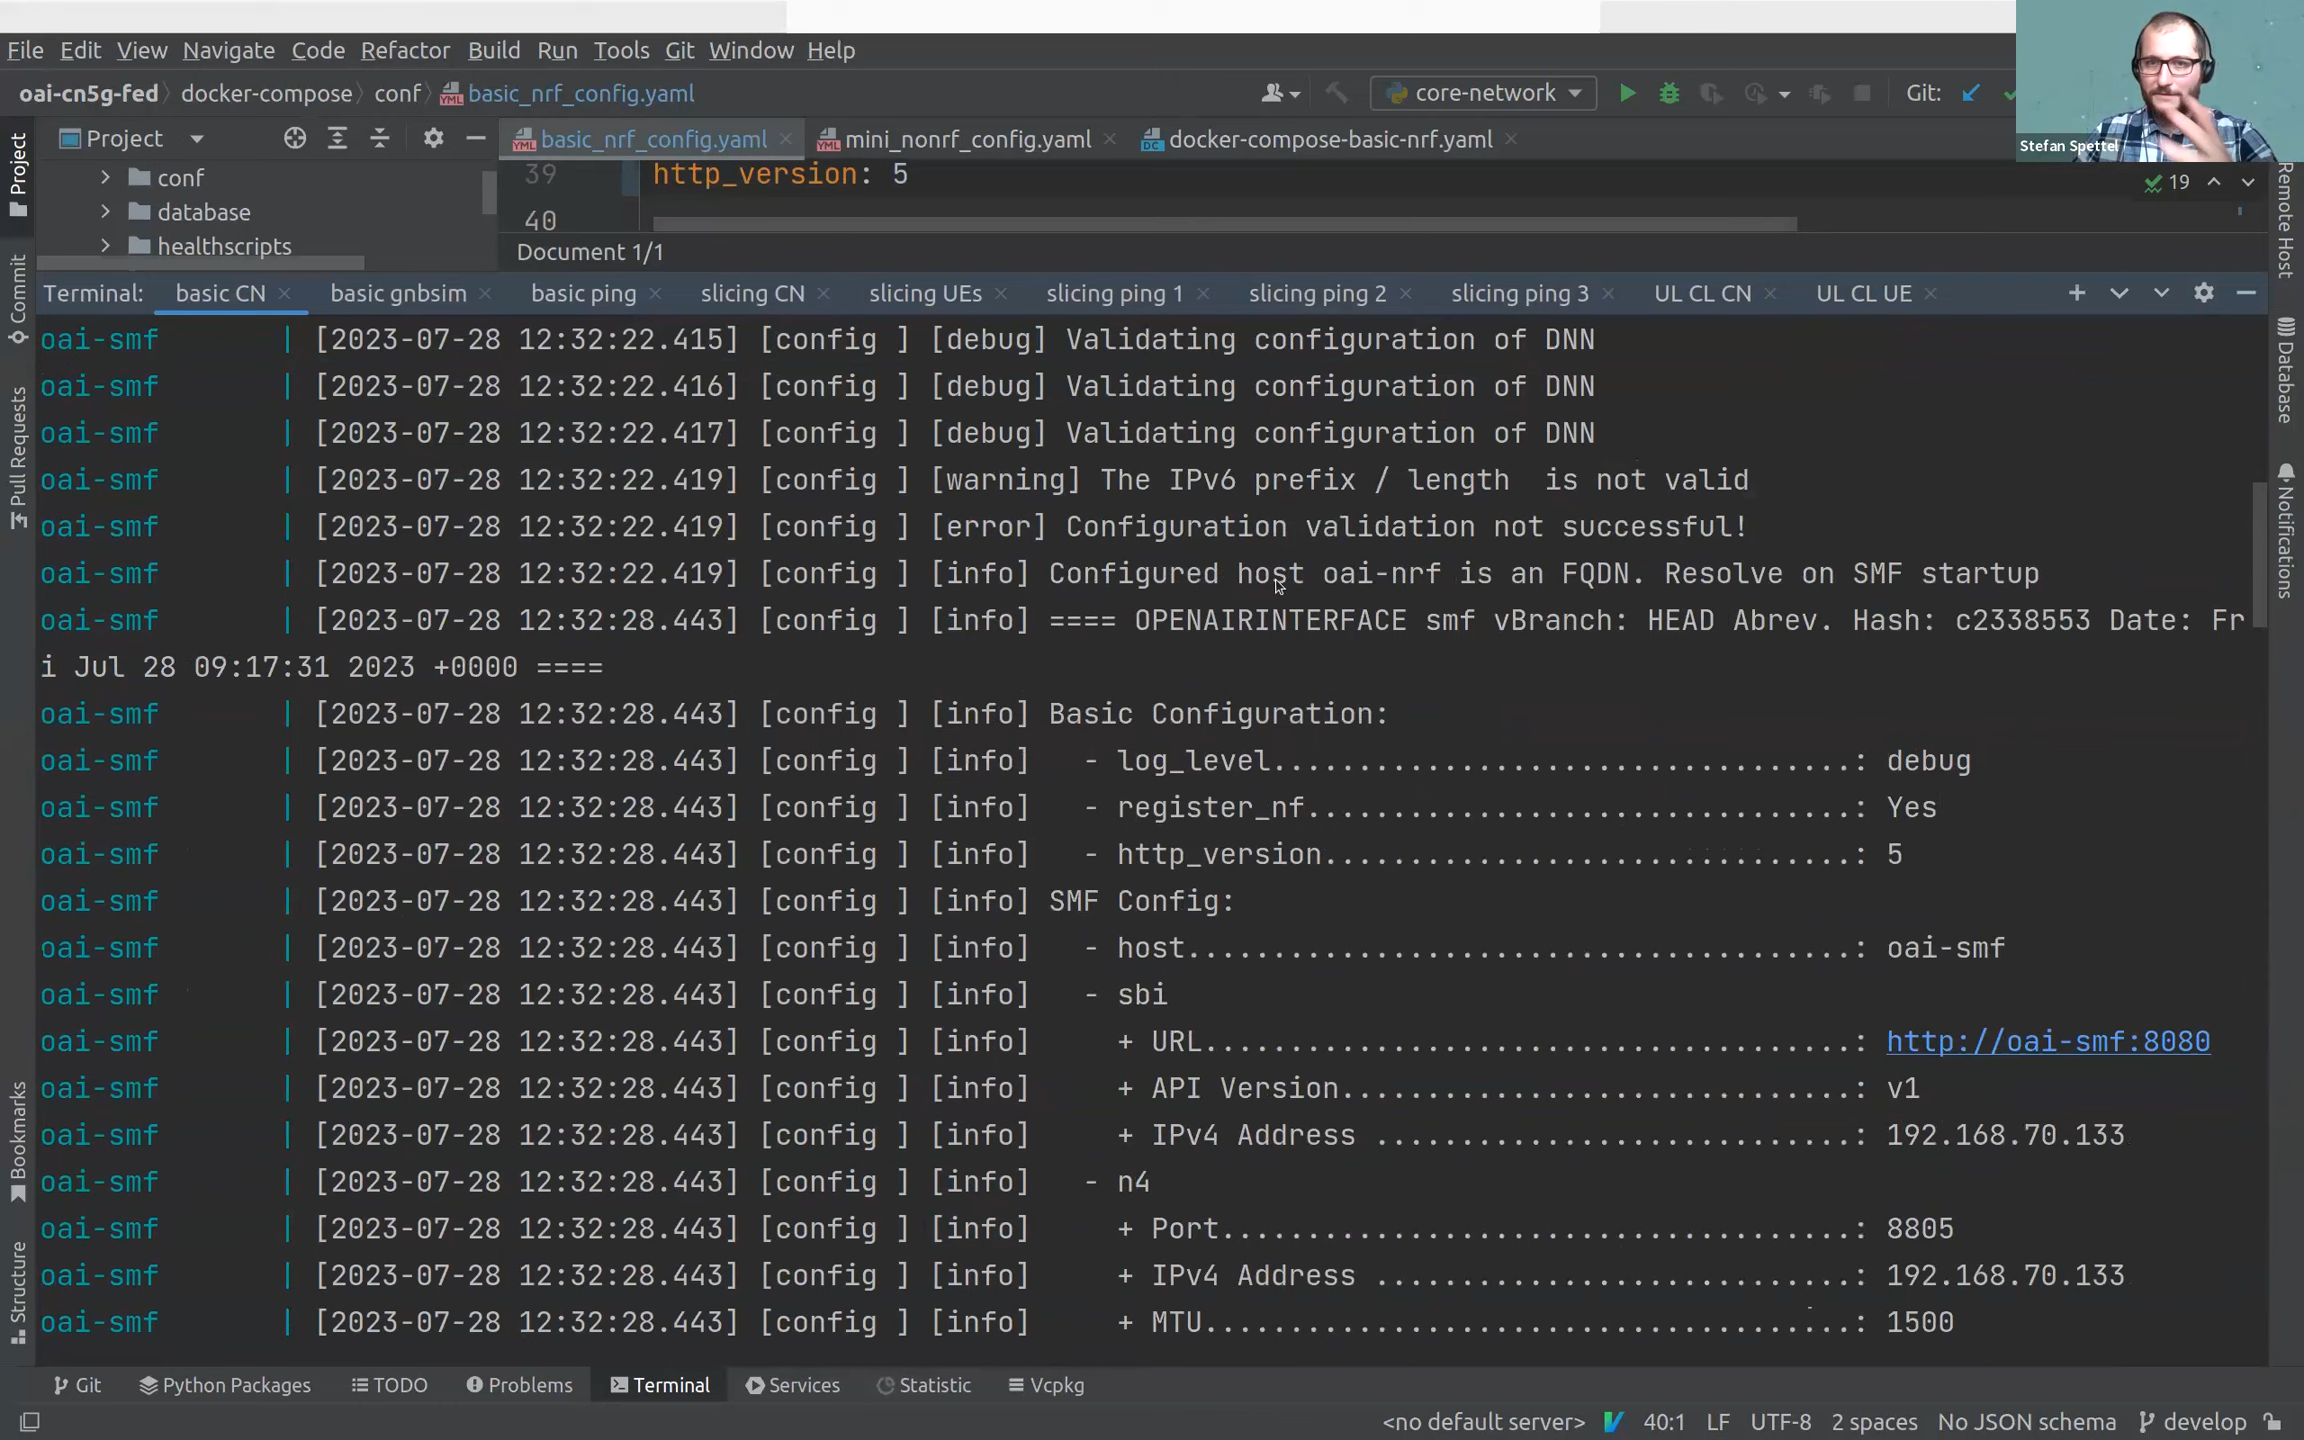 File Edit View Navigate Code Refactor Build Run Tools Git Window Help
oai-cn5g-fed docker-compose conf basic_nrf_config.yaml core-network Git:
Stefan Spettel
Project basic_nrf_config.yaml mini_nonrf_config.yaml docker-compose-basic-nrf.yaml
conf
database
healthscripts
39 http_version: 5
40
19
Document 1/1
Terminal: basic CN basic gnbsim basic ping slicing CN slicing UEs slicing ping 1 slicing ping 2 slicing ping 3 UL CL CN UL CL UE
oai-smf | [2023-07-28 12:32:22.415] [config ] [debug] Validating configuration of DNN
oai-smf | [2023-07-28 12:32:22.416] [config ] [debug] Validating configuration of DNN
oai-smf | [2023-07-28 12:32:22.417] [config ] [debug] Validating configuration of DNN
oai-smf | [2023-07-28 12:32:22.419] [config ] [warning] The IPv6 prefix / length  is not valid
oai-smf | [2023-07-28 12:32:22.419] [config ] [error] Configuration validation not successful!
oai-smf | [2023-07-28 12:32:22.419] [config ] [info] Configured host oai-nrf is an FQDN. Resolve on SMF startup
oai-smf | [2023-07-28 12:32:28.443] [config ] [info] ==== OPENAIRINTERFACE smf vBranch: HEAD Abrev. Hash: c2338553 Date: Fr
i Jul 28 09:17:31 2023 +0000 ====
oai-smf | [2023-07-28 12:32:28.443] [config ] [info] Basic Configuration:
oai-smf | [2023-07-28 12:32:28.443] [config ] [info] - log_level..................................: debug
oai-smf | [2023-07-28 12:32:28.443] [config ] [info] - register_nf................................: Yes
oai-smf | [2023-07-28 12:32:28.443] [config ] [info] - http_version...............................: 5
oai-smf | [2023-07-28 12:32:28.443] [config ] [info] SMF Config:
oai-smf | [2023-07-28 12:32:28.443] [config ] [info] - host.......................................: oai-smf
oai-smf | [2023-07-28 12:32:28.443] [config ] [info] - sbi
oai-smf | [2023-07-28 12:32:28.443] [config ] [info] + URL......................................: http://oai-smf:8080
oai-smf | [2023-07-28 12:32:28.443] [config ] [info] + API Version..............................: v1
oai-smf | [2023-07-28 12:32:28.443] [config ] [info] + IPv4 Address ............................: 192.168.70.133
oai-smf | [2023-07-28 12:32:28.443] [config ] [info] - n4
oai-smf | [2023-07-28 12:32:28.443] [config ] [info] + Port.....................................: 8805
oai-smf | [2023-07-28 12:32:28.443] [config ] [info] + IPv4 Address ............................: 192.168.70.133
oai-smf | [2023-07-28 12:32:28.443] [config ] [info] + MTU......................................: 1500
Project
Commit
Pull Requests
Bookmarks
Structure
Remote Host
Database
Notifications
Git Python Packages TODO Problems Terminal Services Statistic Vcpkg
<no default server> 40:1 LF UTF-8 2 spaces No JSON schema develop